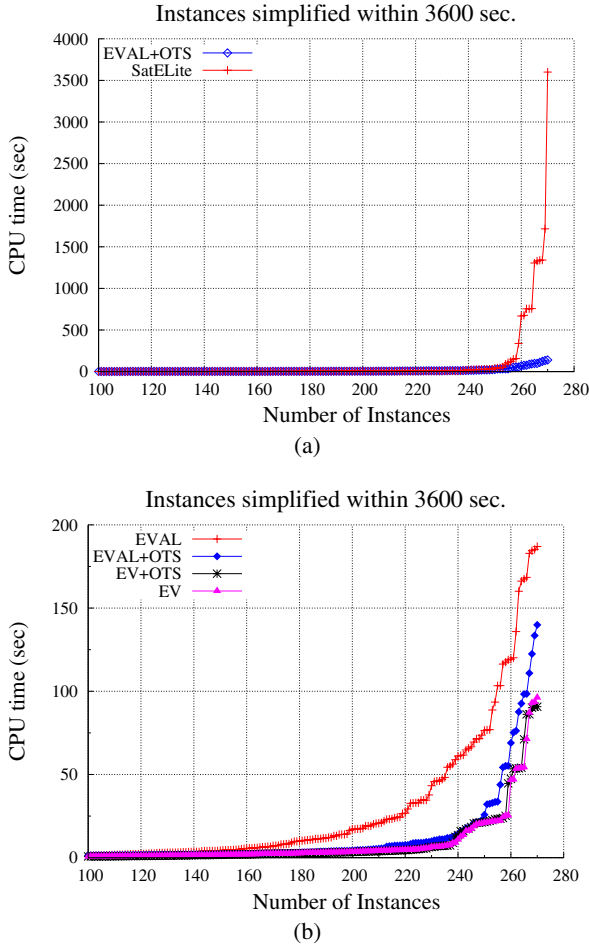 Instances simplified within 3600 sec.
4000
3500
3000
2500
2000
1500
1000
500
0
CPU time (sec)
EVAL+OTS
SatELite
100 120 140 160 180 200 220 240 260 280
Number of Instances
(a)
Instances simplified within 3600 sec.
200
150
100
50
0
CPU time (sec)
EVAL
EVAL+OTS
EV+OTS
EV
100 120 140 160 180 200 220 240 260 280
Number of Instances
(b)